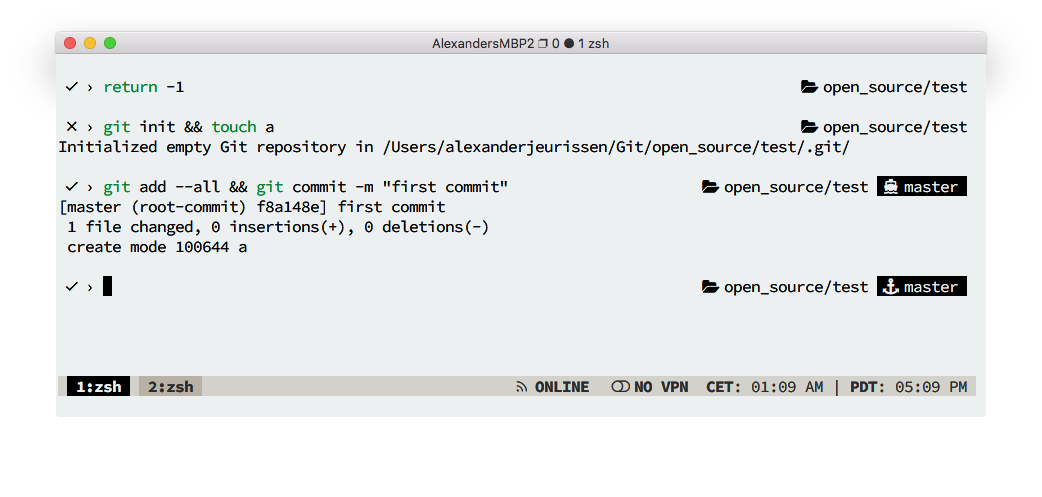 AlexandersMBP2 ❐ 0 ● 1 zsh
✓ › return -1 open_source/test
✕ › git init && touch a open_source/test
Initialized empty Git repository in /Users/alexanderjeurissen/Git/open_source/test/.git/
✓ › git add --all && git commit -m "first commit" open_source/test master
[master (root-commit) f8a148e] first commit
1 file changed, 0 insertions(+), 0 deletions(-)
create mode 100644 a
✓ › open_source/test master
1:zsh 2:zsh ONLINE NO VPN CET: 01:09 AM | PDT: 05:09 PM